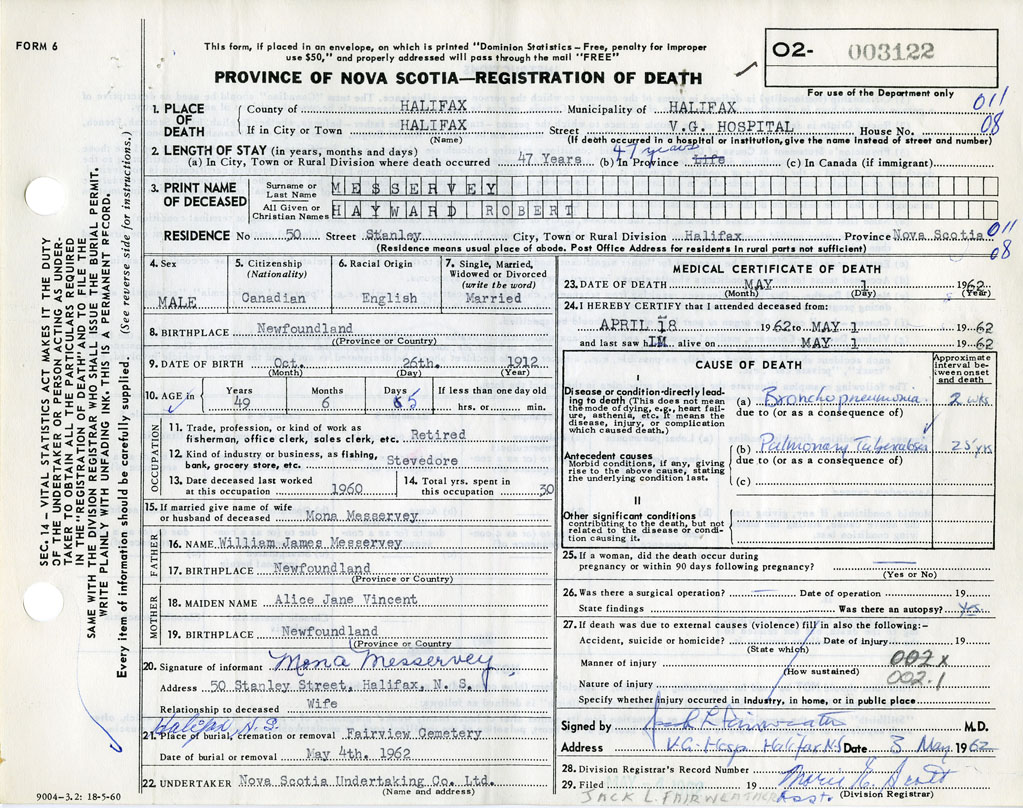 FORM 6
This form, if placed in an envelope, on which is printed "Dominion Statistics – Free, penalty for improper
use $50," and properly addressed will pass through the mail "FREE"
PROVINCE OF NOVA SCOTIA—REGISTRATION OF DEATH
O2- 003122
For use of the Department only
011
08
1. PLACE OF DEATH
County of HALIFAX Municipality of HALIFAX
If in City or Town HALIFAX Street V.G. HOSPITAL House No.
(Name) (If death occurred in a hospital or institution, give the name instead of street and number)
2. LENGTH OF STAY (in years, months and days) 47 years
(a) In City, Town or Rural Division where death occurred 47 Years (b) In Province Life (c) In Canada (if immigrant)
3. PRINT NAME OF DECEASED
Surname or Last Name MESSERVEY
All Given or Christian Names HAYWARD ROBERT
RESIDENCE No 50 Street Stanley City, Town or Rural Division Halifax Province Nova Scotia 011
08
(Residence means usual place of abode. Post Office Address for residents in rural parts not sufficient)
4. Sex MALE
5. Citizenship (Nationality) Canadian
6. Racial Origin English
7. Single, Married, Widowed or Divorced (write the word) Married
8. BIRTHPLACE Newfoundland
(Province or Country)
9. DATE OF BIRTH Oct. 26th. 1912
(Month) (Day) (Year)
10. AGE in Years 49 Months 6 Days 5 If less than one day old hrs. or min.
OCCUPATION
11. Trade, profession, or kind of work as
fisherman, office clerk, sales clerk, etc. Retired
12. Kind of industry or business, as fishing,
bank, grocery store, etc. Stevedore
13. Date deceased last worked
at this occupation 1960
14. Total yrs. spent in
this occupation 30
15. If married give name of wife
or husband of deceased Mona Messervey
FATHER
16. NAME William James Messervey
17. BIRTHPLACE Newfoundland
(Province or Country)
MOTHER
18. MAIDEN NAME Alice Jane Vincent
19. BIRTHPLACE Newfoundland
(Province or Country
20. Signature of informant Mona Messervey
Address 50 Stanley Street, Halifax, N. S.
Relationship to deceased Wife
Halifax N.S.
21. Place of burial, cremation or removal Fairview Cemetery
Date of burial or removal May 4th. 1962
22 UNDERTAKER Nova Scotia Undertaking Co. Ltd.
(Name and address)
9004-3.2: 18-5-60
MEDICAL CERTIFICATE OF DEATH
23. DATE OF DEATH MAY 1 1962
(Month) (Day) (Year)
24. I HEREBY CERTIFY that I attended deceased from:
APRIL 18 1962 to MAY 1 19 62
and last saw hIM alive on MAY 1 19 62
CAUSE OF DEATH
Approximate interval between onset and death
I
Disease or condition directly leading to death (This does not mean the mode of dying, e.g., heart failure, asthenia, etc. It means the disease, injury, or complication which caused death.)
(a) Bronchopneumonia 2 wks
due to (or as a consequence of)
Antecedent causes
Morbid conditions, if any, giving rise to the above cause, stating the underlying condition last.
(b) Pulmonary Tuberculosis 25 yrs
due to (or as a consequence of)
(c)
II
Other significant conditions
contributing to the death, but not related to the disease or condition causing it.
25. If a woman, did the death occur during
pregnancy or within 90 days following pregnancy?
(Yes or No)
26. Was there a surgical operation? Date of operation 19
State findings Was there an autopsy? Yes
27. If death was due to external causes (violence) fill in also the following:-
Accident, suicide or homicide? Date of injury 19
(State which)
Manner of injury 002 x
(How sustained)
002.1
Nature of injury
Specify whether injury occurred in industry, in home, or in public place
Signed by Jack L Fairweather M.D.
Address V.G. Hosp Halifax NS Date 3 May 1962
28. Division Registrar's Record Number
29. Filed 19
(Division Registrar)
Asst.
JACK L. FAIRWEATHER
SEC. 14 – VITAL STATISTICS ACT MAKES IT THE DUTY
OF THE UNDERTAKER OR PERSON ACTING AS UNDER-
TAKER TO OBTAIN ALL THE PARTICULARS REQUIRED
IN THE "REGISTRATION OF DEATH" AND TO FILE THE
SAME WITH THE DIVISION REGISTRAR WHO SHALL ISSUE THE BURIAL PERMIT.
WRITE PLAINLY WITH UNFADING INK. THIS IS A PERMANENT RECORD.
Every item of information should be carefully supplied. (See reverse side for instructions.)